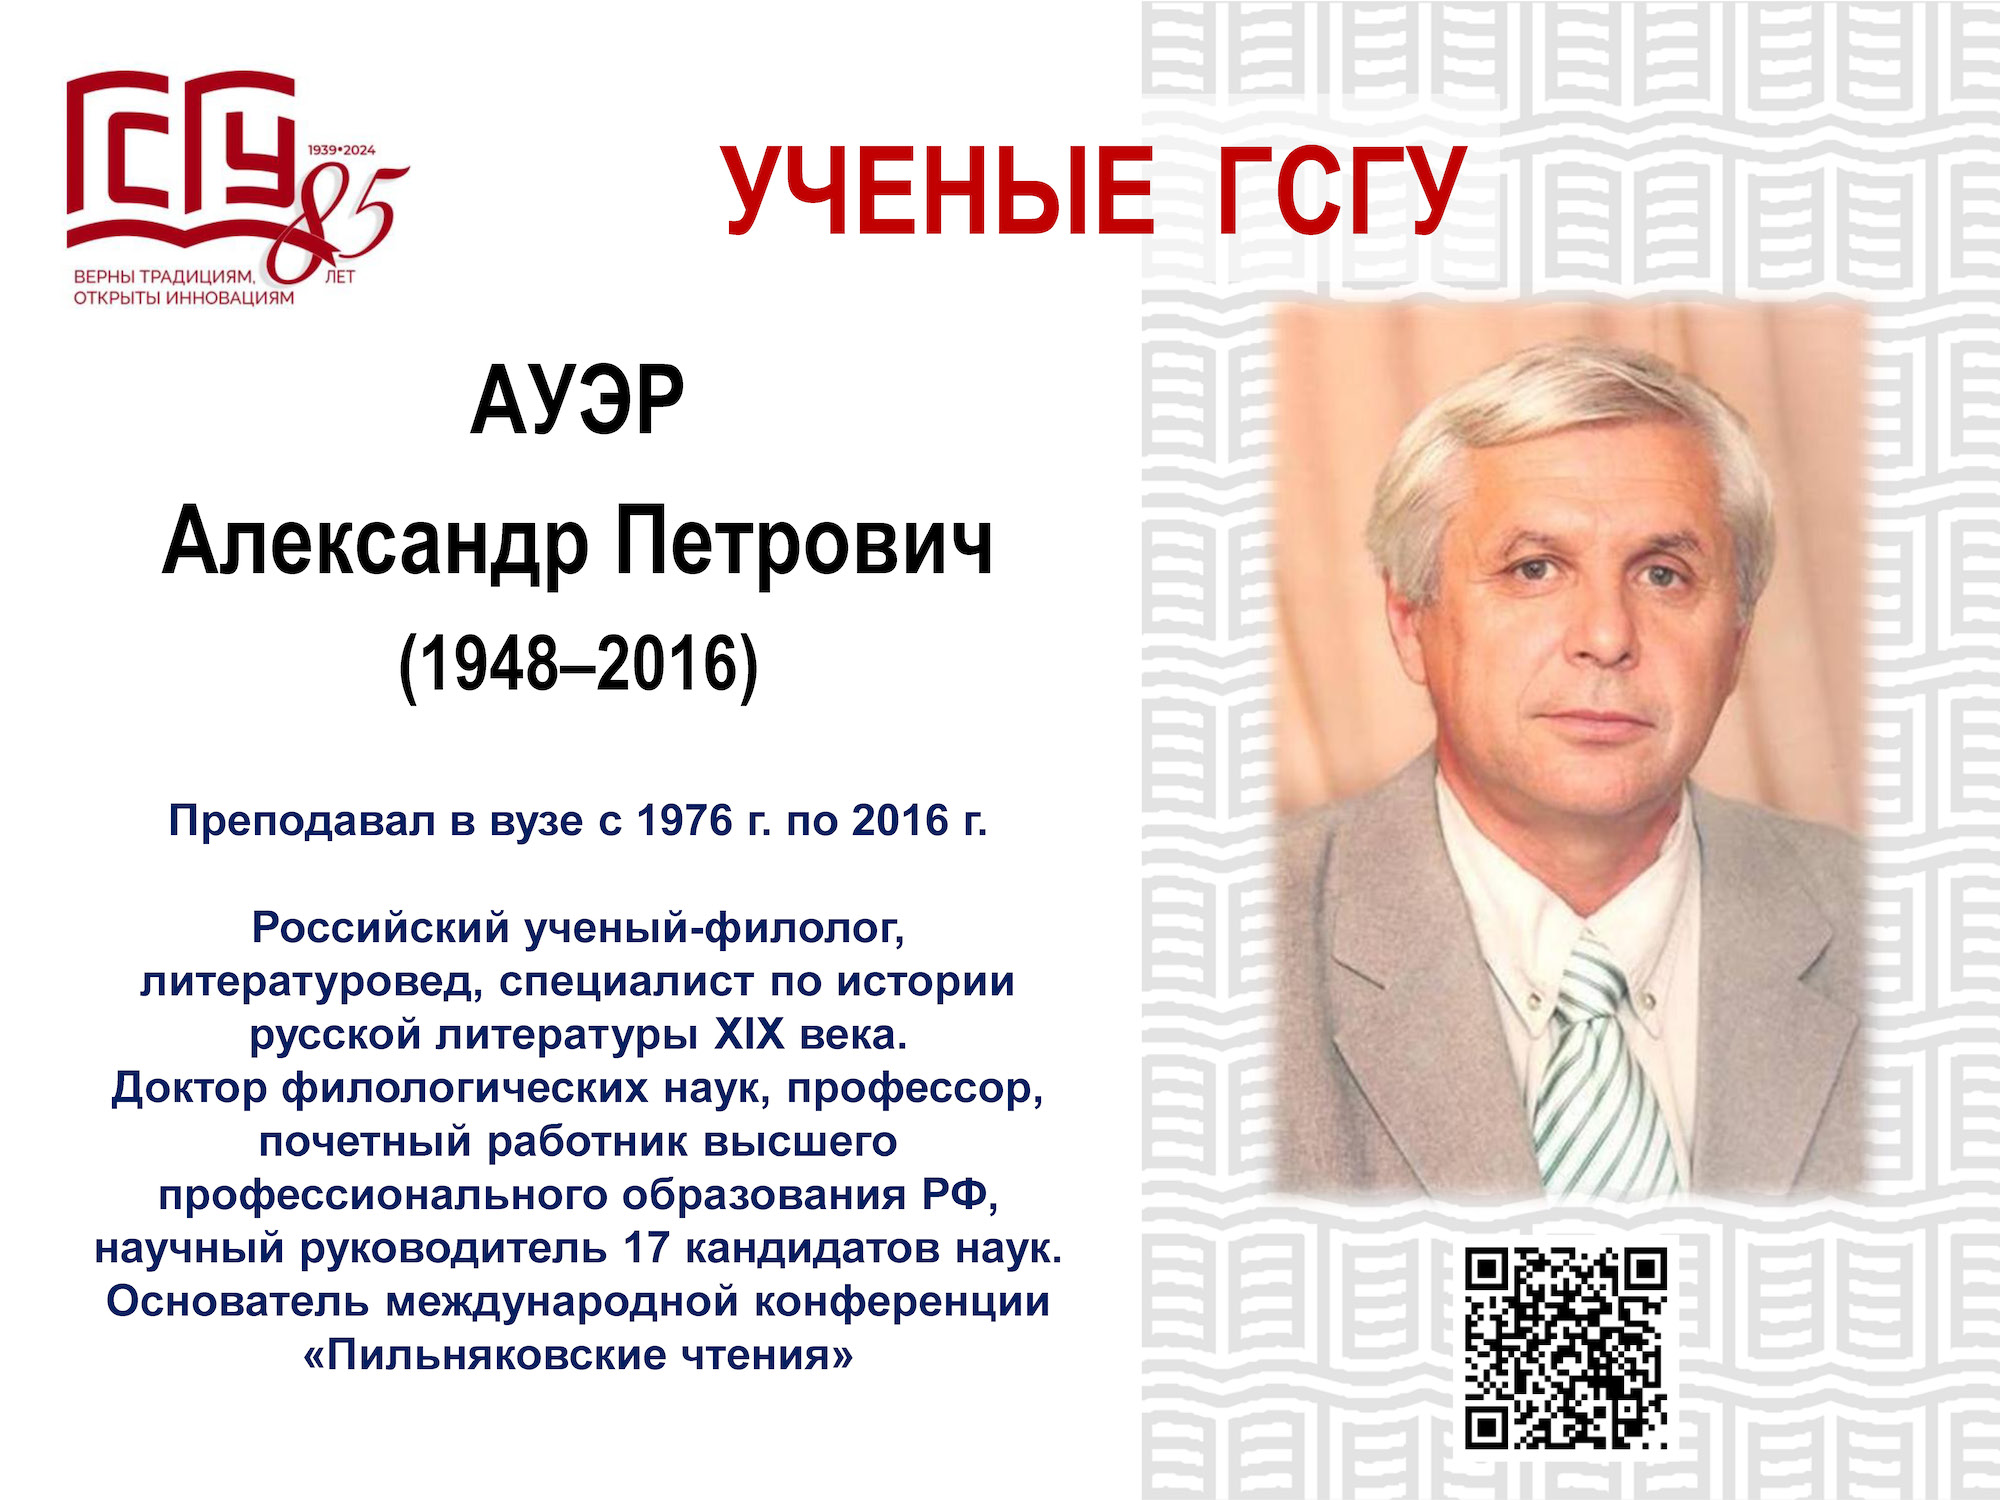 ГСГУ
1939•2024
85
ВЕРНЫ ТРАДИЦИЯМ, ЛЕТ
ОТКРЫТЫ ИННОВАЦИЯМ
УЧЕНЫЕ ГСГУ
АУЭР
Александр Петрович
(1948–2016)
Преподавал в вузе с 1976 г. по 2016 г.
Российский ученый-филолог,
литературовед, специалист по истории
русской литературы XIX века.
Доктор филологических наук, профессор,
почетный работник высшего
профессионального образования РФ,
научный руководитель 17 кандидатов наук.
Основатель международной конференции
«Пильняковские чтения»